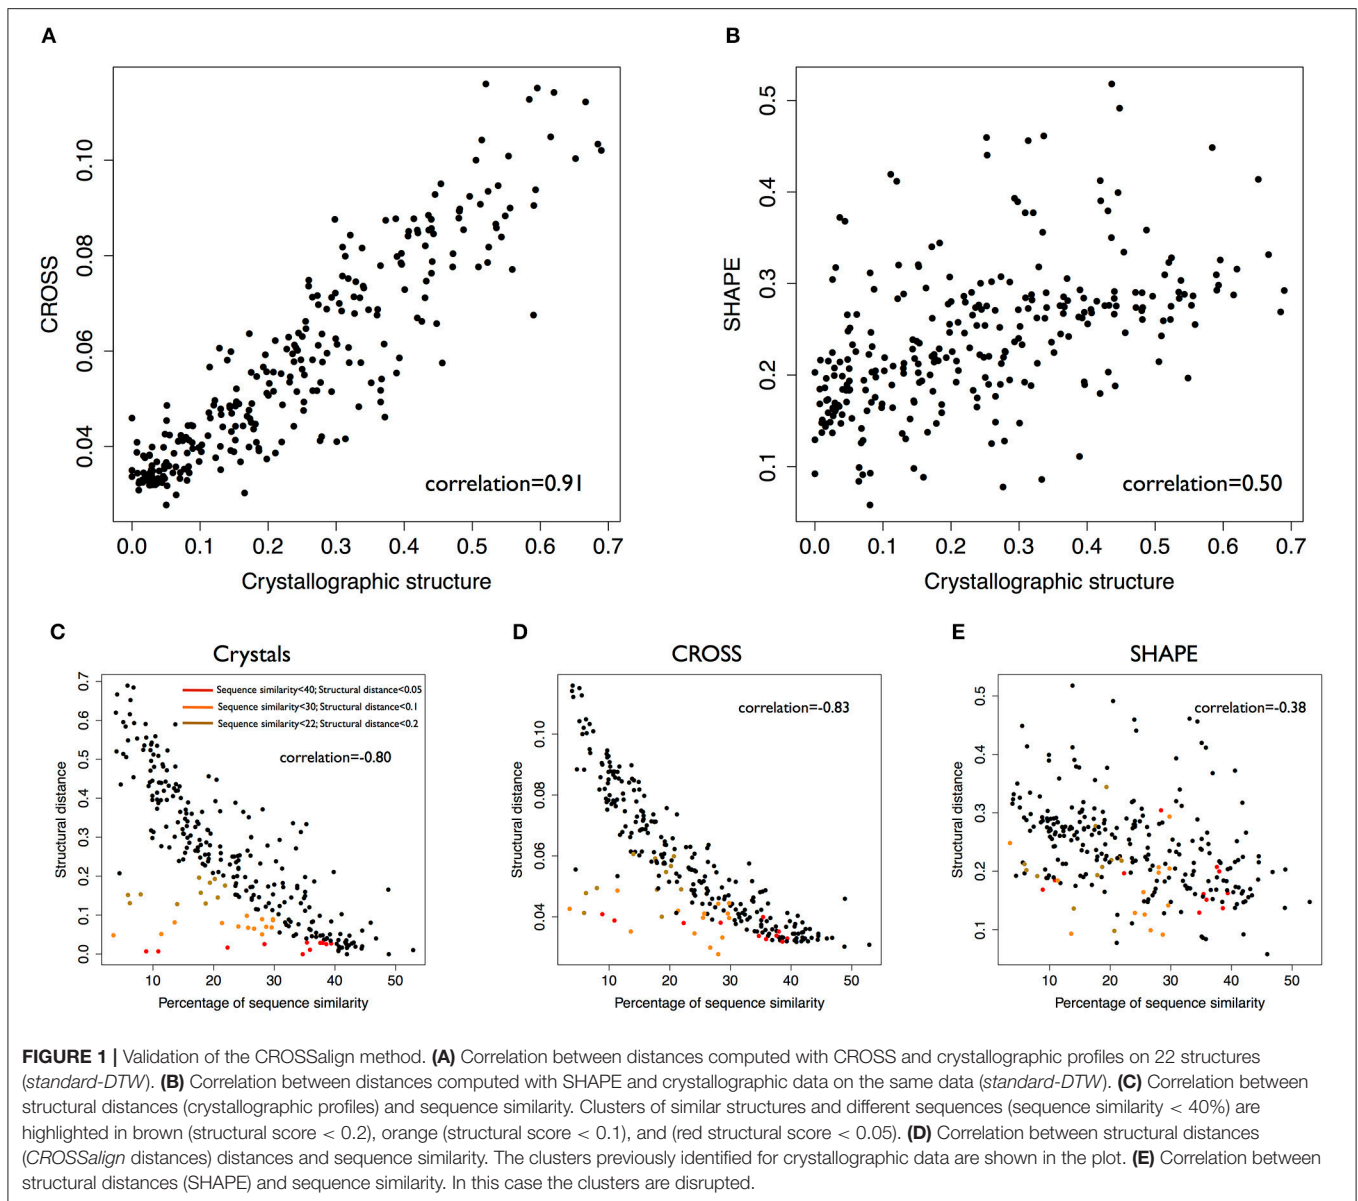 A
CROSS
0.10
0.08
0.06
0.04
correlation=0.91
0.0 0.1 0.2 0.3 0.4 0.5 0.6 0.7
Crystallographic structure
B
SHAPE
0.5
0.4
0.3
0.2
0.1
correlation=0.50
0.0 0.1 0.2 0.3 0.4 0.5 0.6 0.7
Crystallographic structure
C
Crystals
Structural distance
0.7
0.6
0.5
0.4
0.3
0.2
0.1
0.0
Sequence similarity<40; Structural distance<0.05
Sequence similarity<30; Structural distance<0.1
Sequence similarity<22; Structural distance<0.2
correlation=-0.80
10 20 30 40 50
Percentage of sequence similarity
D
CROSS
Structural distance
0.10
0.08
0.06
0.04
correlation=-0.83
10 20 30 40 50
Percentage of sequence similarity
E
SHAPE
Structural distance
0.5
0.4
0.3
0.2
0.1
correlation=-0.38
10 20 30 40 50
Percentage of sequence similarity
FIGURE 1 | Validation of the CROSSalign method. (A) Correlation between distances computed with CROSS and crystallographic profiles on 22 structures
(standard-DTW). (B) Correlation between distances computed with SHAPE and crystallographic data on the same data (standard-DTW). (C) Correlation between
structural distances (crystallographic profiles) and sequence similarity. Clusters of similar structures and different sequences (sequence similarity < 40%) are
highlighted in brown (structural score < 0.2), orange (structural score < 0.1), and (red structural score < 0.05). (D) Correlation between structural distances
(CROSSalign distances) distances and sequence similarity. The clusters previously identified for crystallographic data are shown in the plot. (E) Correlation between
structural distances (SHAPE) and sequence similarity. In this case the clusters are disrupted.